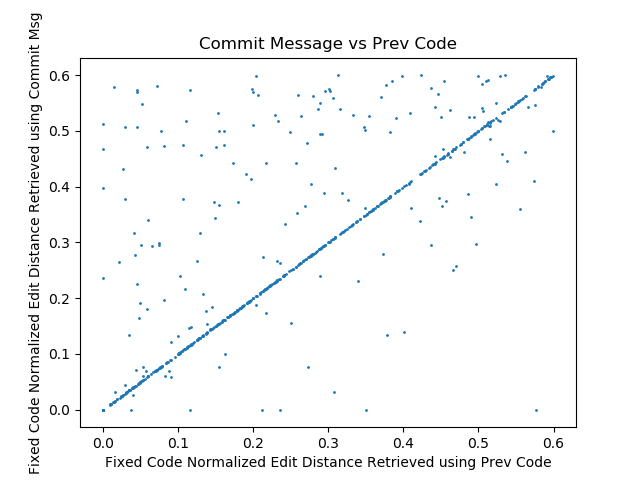 Commit Message vs Prev Code
Fixed Code Normalized Edit Distance Retrieved using Commit Msg
0.6
0.5
0.4
0.3
0.2
0.1
0.0
0.0 0.1 0.2 0.3 0.4 0.5 0.6
Fixed Code Normalized Edit Distance Retrieved using Prev Code